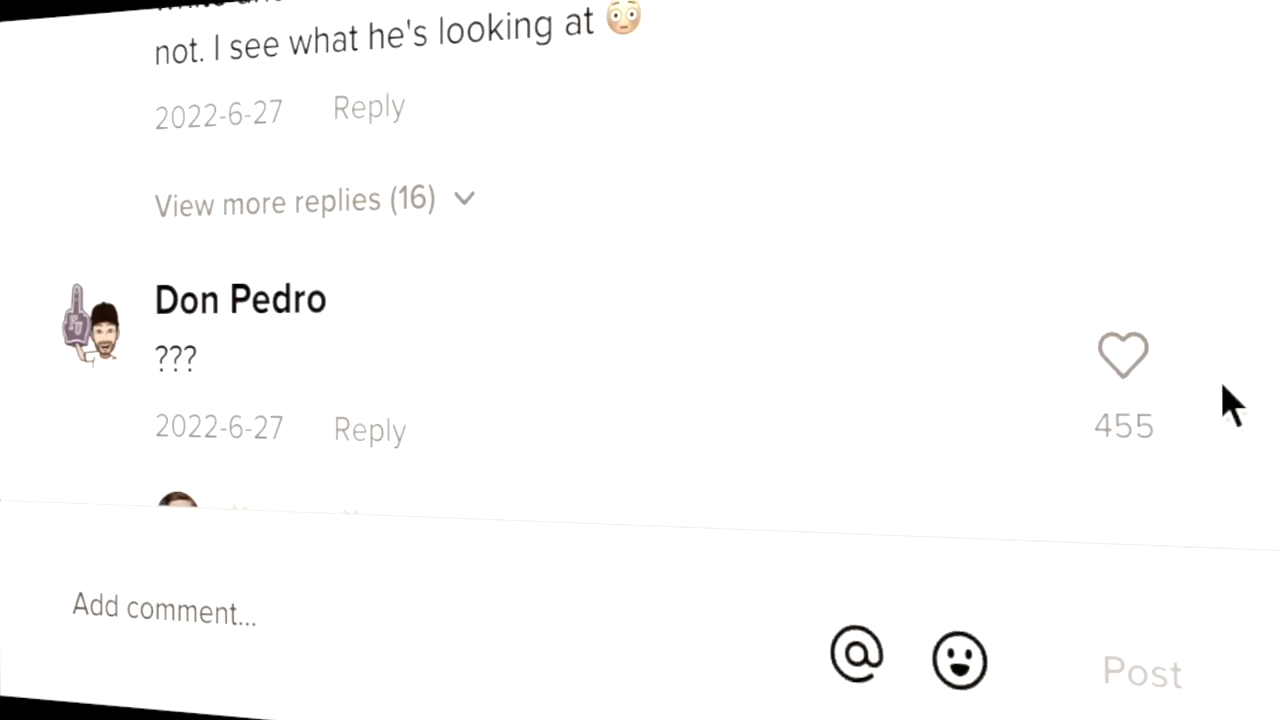 not. I see what he's looking at 😳
2022-6-27 Reply
View more replies (16)
Don Pedro
???
2022-6-27 Reply
455
Add comment...
Post